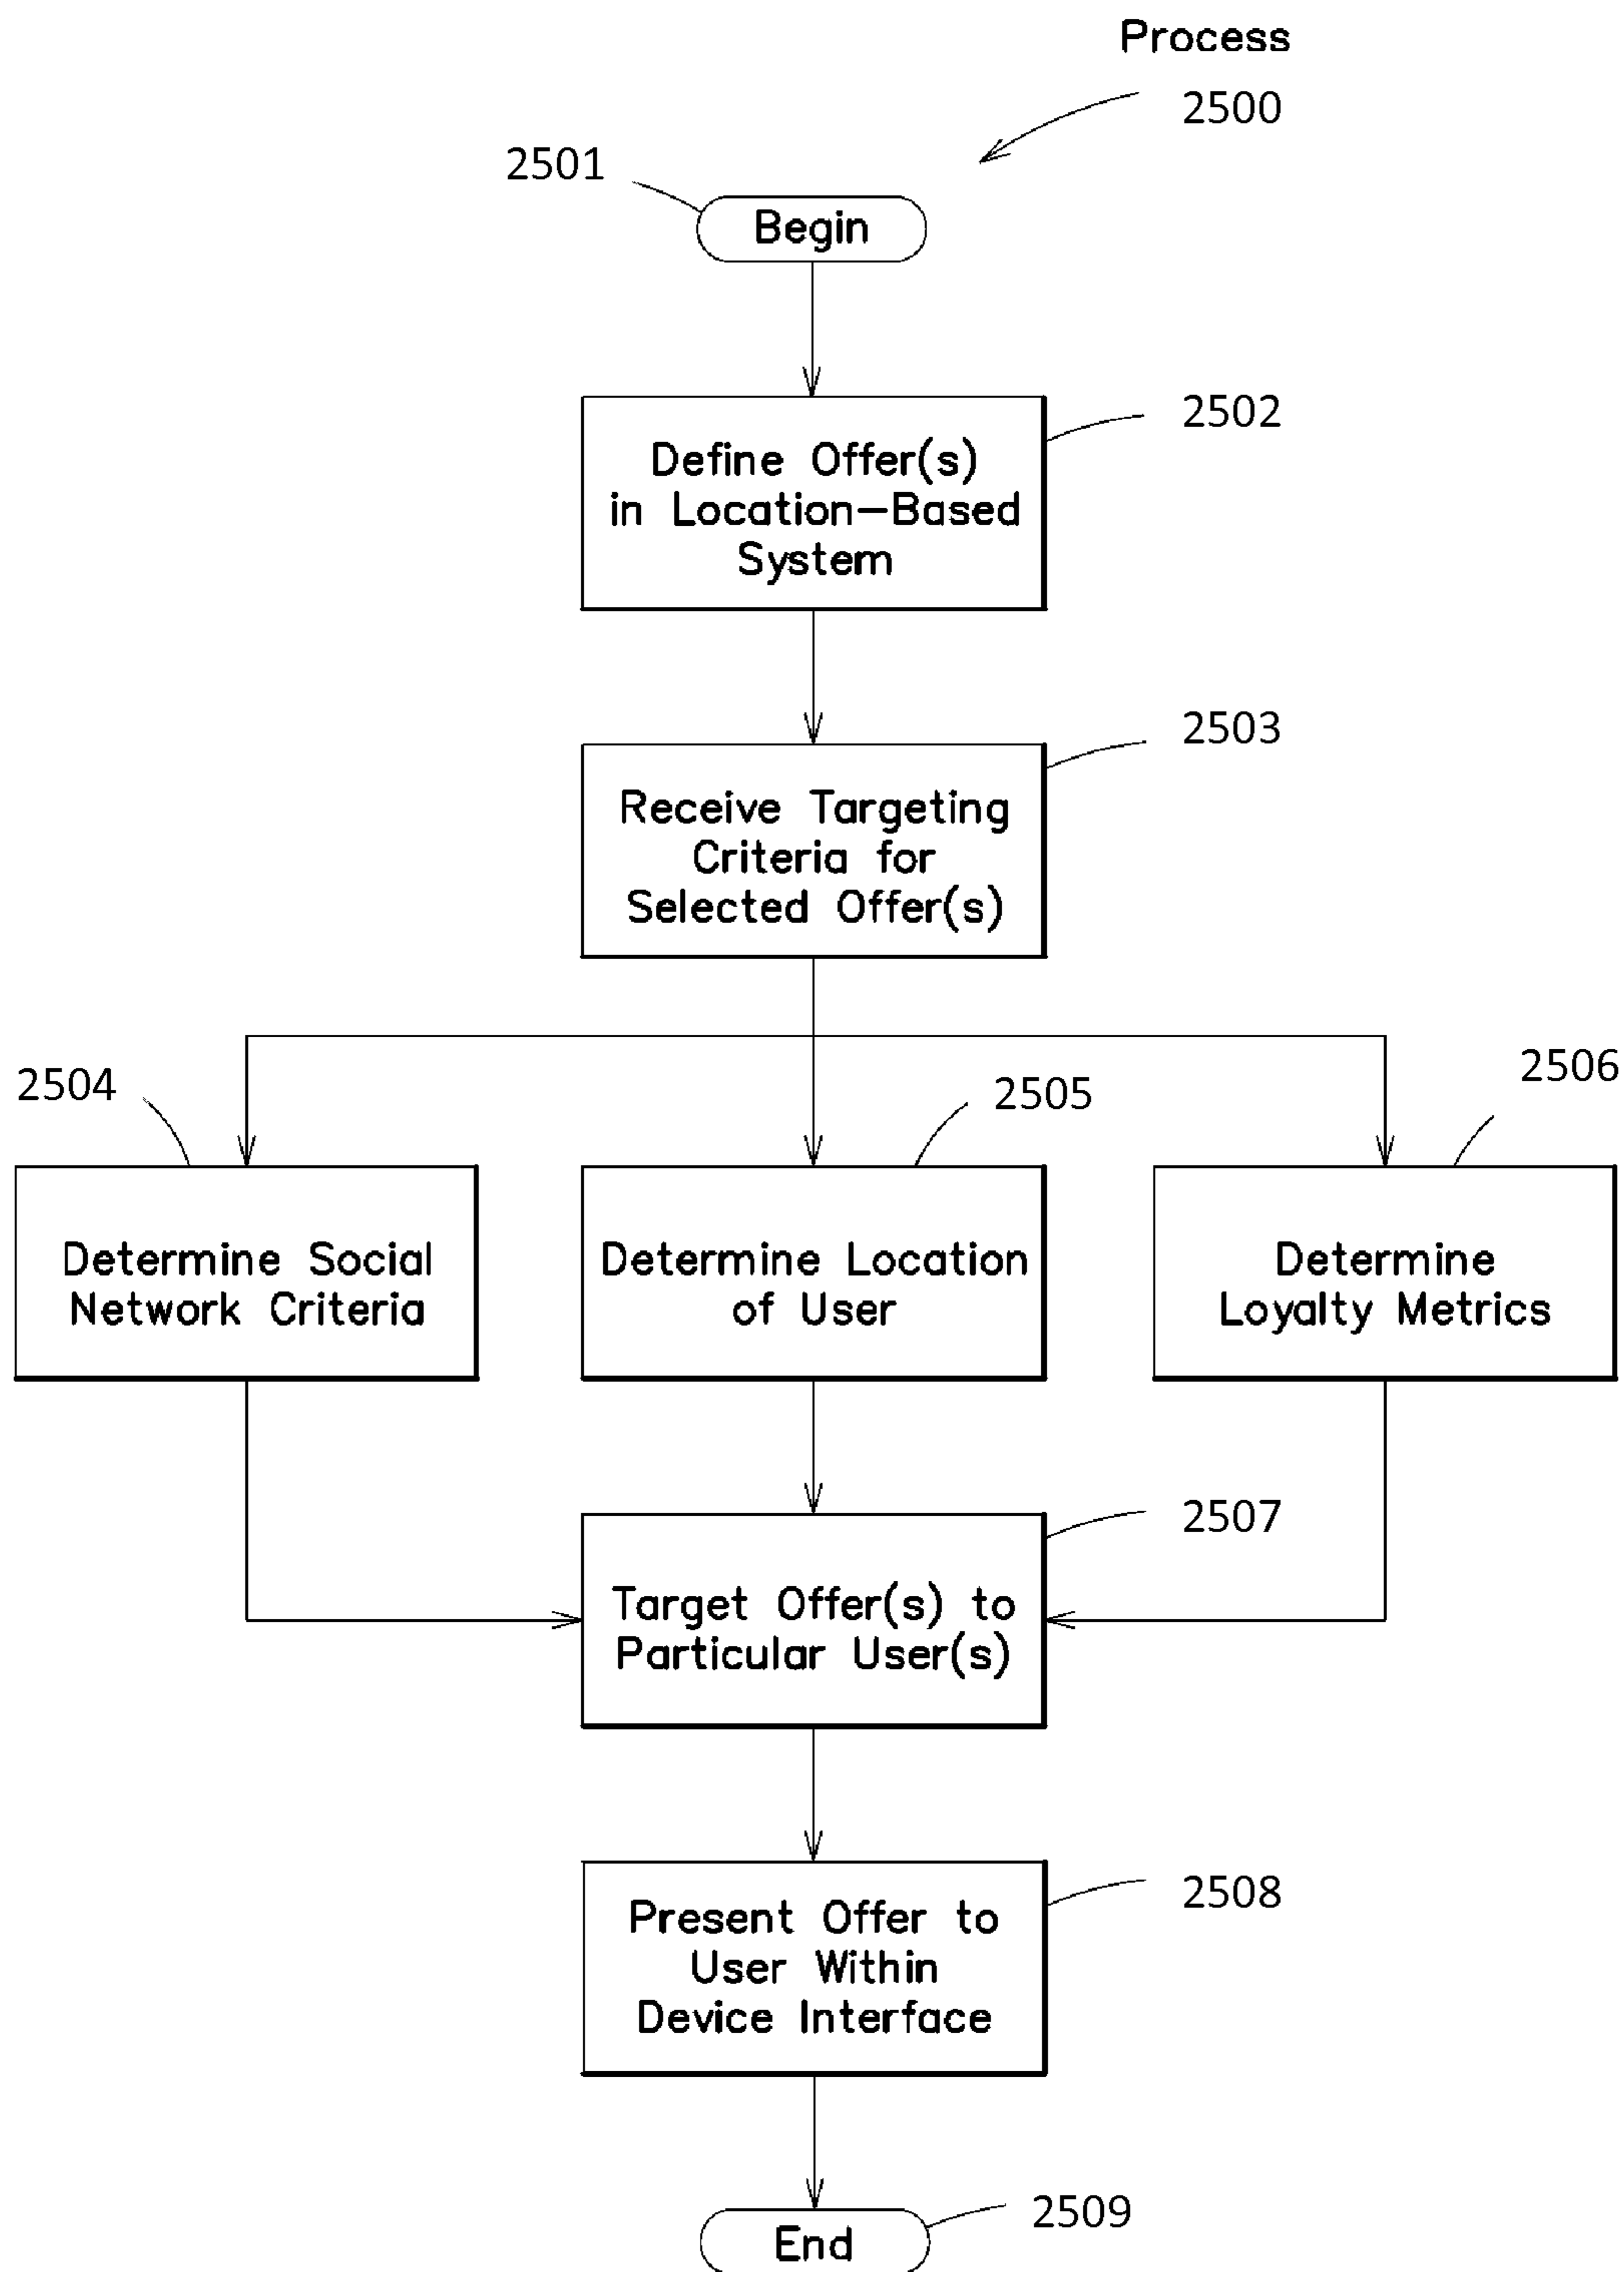 Process
2500
2501
Begin
2502
Define Offer(s)
in Location-Based
System
2503
Receive Targeting
Criteria for
Selected Offer(s)
2504
2505
2506
Determine Social
Network Criteria
Determine Location
of User
Determine
Loyalty Metrics
2507
Target Offer(s) to
Particular User(s)
2508
Present Offer to
User Within
Device Interface
2509
End